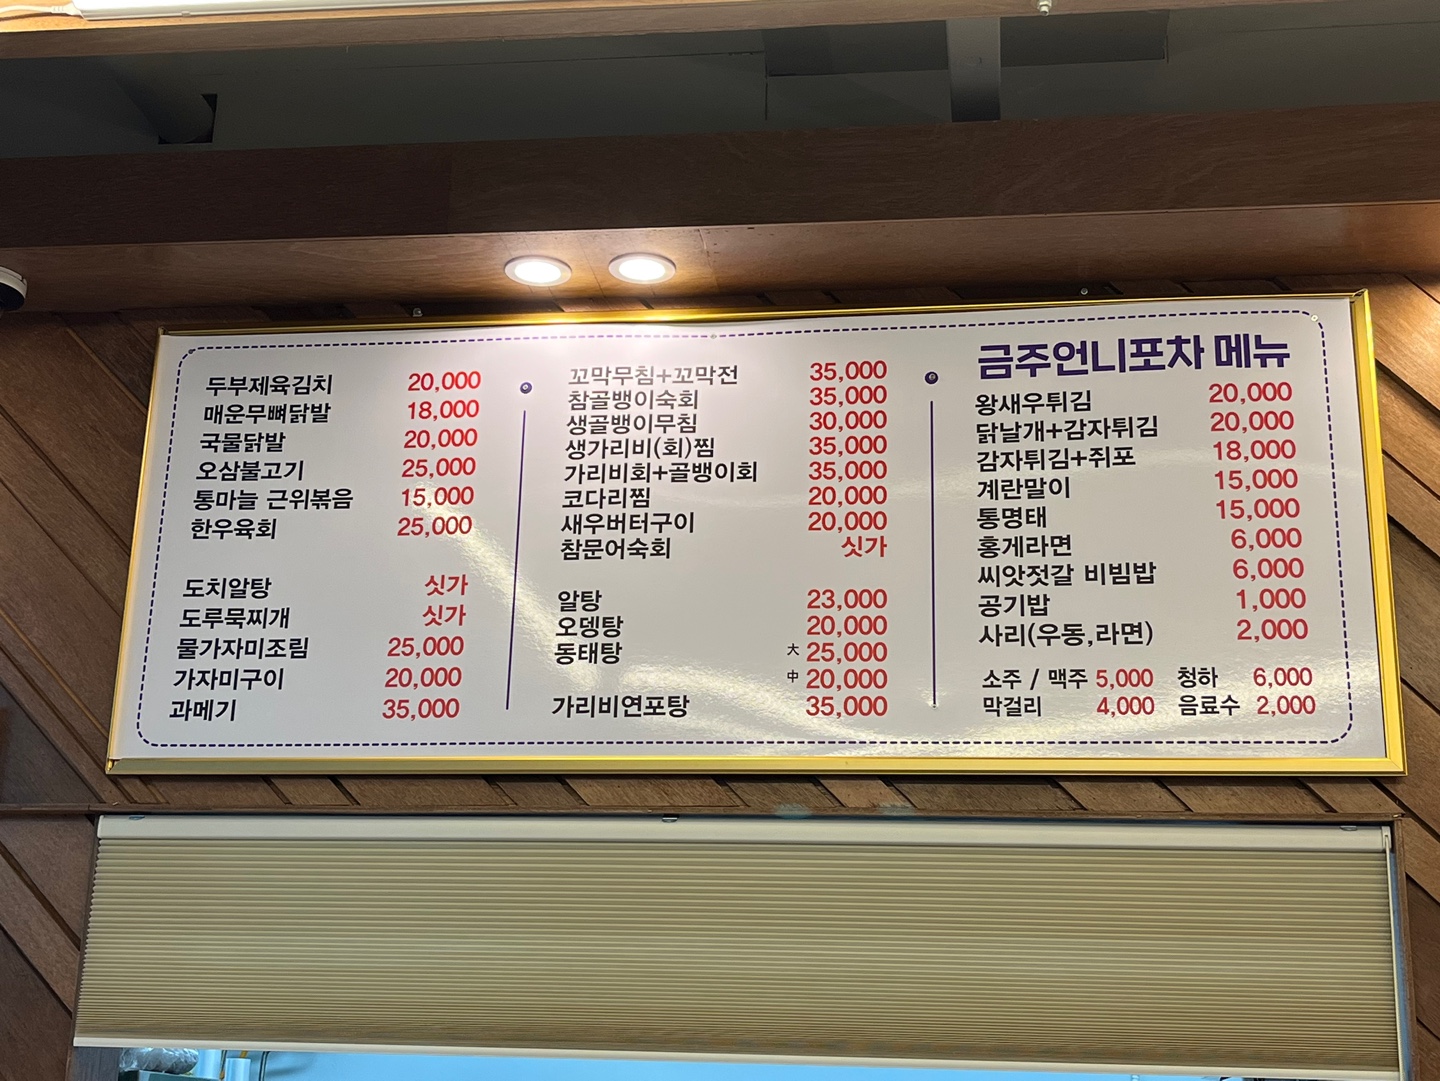 두부제육김치 20,000
매운무뼈닭발 18,000
국물닭발 20,000
오삼불고기 25,000
통마늘 근위볶음 15,000
한우육회 25,000
도치알탕 싯가
도루묵찌개 싯가
물가자미조림 25,000
가자미구이 20,000
과메기 35,000
꼬막무침+꼬막전 35,000
참골뱅이숙회 35,000
생골뱅이무침 30,000
생가리비(회)찜 35,000
가리비회+골뱅이회 35,000
코다리찜 20,000
새우버터구이 20,000
참문어숙회 싯가
알탕 23,000
오뎅탕 20,000
동태탕 大 25,000
中 20,000
가리비연포탕 35,000
금주언니포차 메뉴
왕새우튀김 20,000
닭날개+감자튀김 20,000
감자튀김+쥐포 18,000
계란말이 15,000
통명태 15,000
홍게라면 6,000
씨앗젓갈 비빔밥 6,000
공기밥 1,000
사리(우동,라면) 2,000
소주 / 맥주 5,000 청하 6,000
막걸리 4,000 음료수 2,000